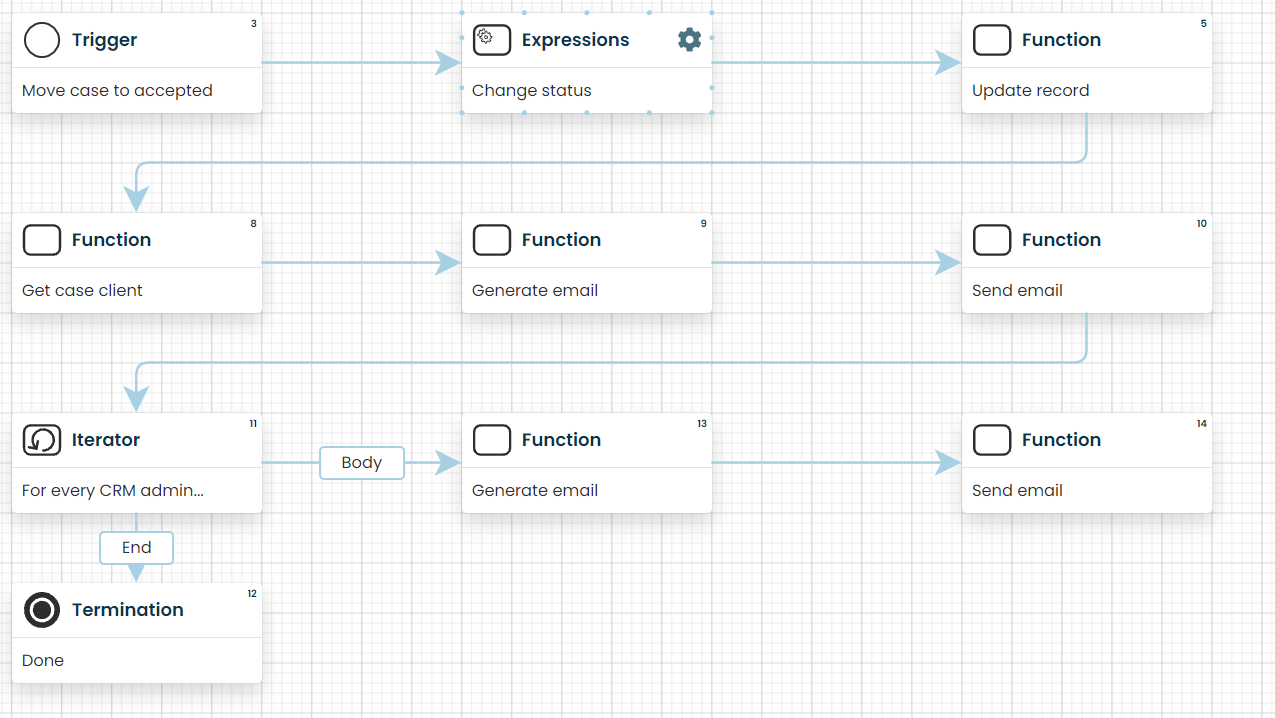 Trigger 3
Move case to accepted
Expressions
Change status
Function 5
Update record
Function 8
Get case client
Function 9
Generate email
Function 10
Send email
Iterator 11
For every CRM admin...
Body
Function 13
Generate email
Function 14
Send email
End
Termination 12
Done